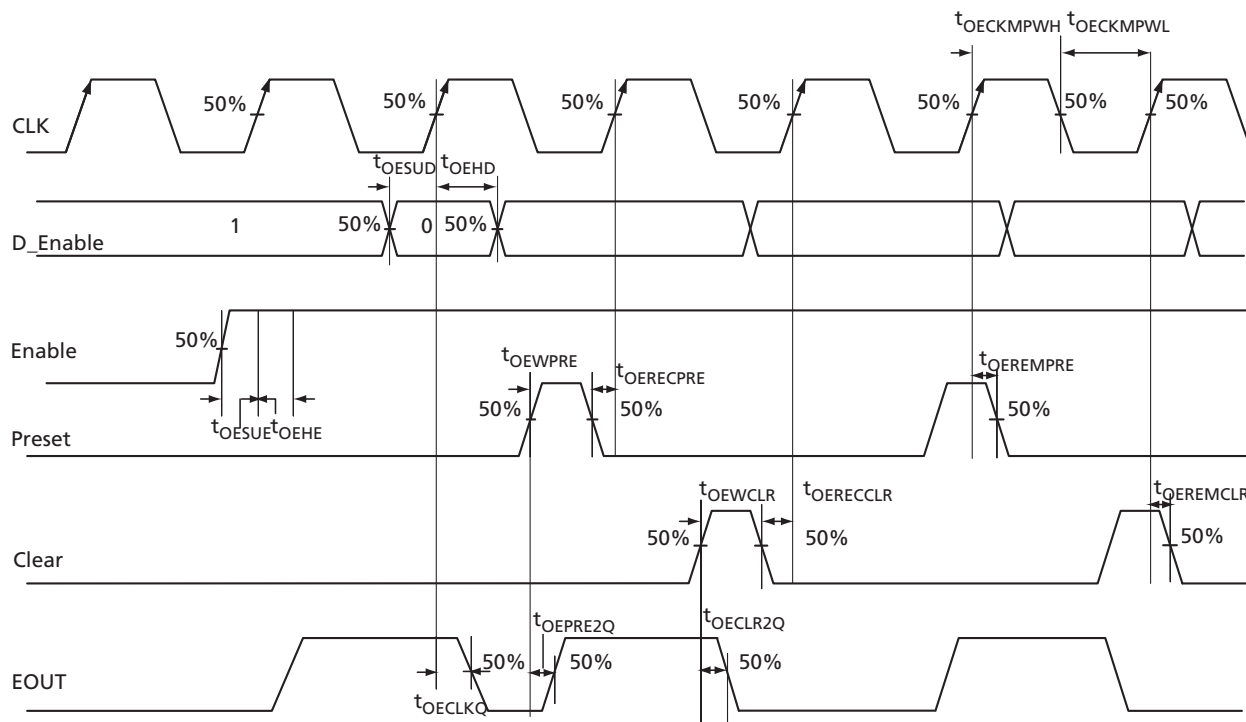 tOECKMPWH tOECKMPWL
CLK 50% 50% 50% 50% 50% 50% 50%
tOESUD tOEHD
D_Enable 1 50% 0 50%
Enable 50%
tOESUE tOEHE
tOEWPRE tOERECPRE tOEREMPRE
Preset 50% 50% 50%
tOEWCLR tOERECCLR tOEREMCLR
Clear 50% 50% 50%
tOEPRE2Q tOECLR2Q
EOUT 50% 50% 50%
tOECLKQ